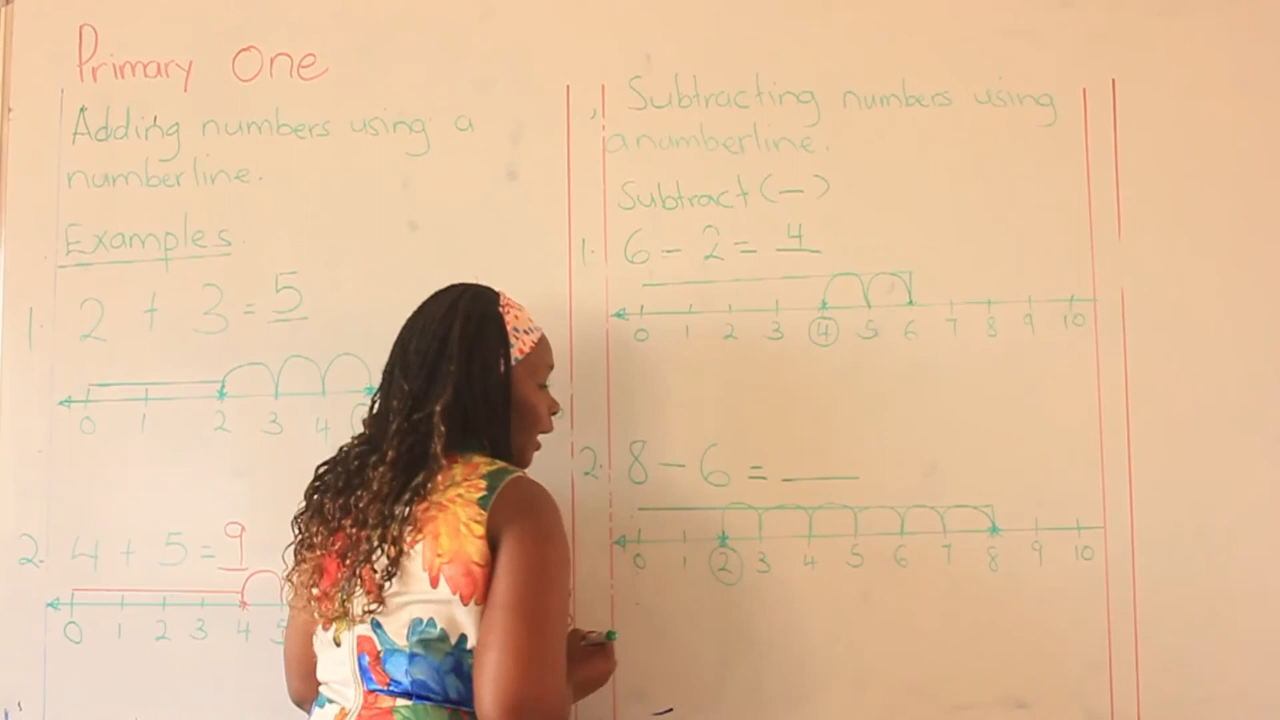 Primary One
Adding numbers using a
numberline.
Examples
1. 2 + 3 = 5
0 1 2 3 4
2. 4 + 5 = 9
0 1 2 3 4
Subtracting numbers using
anumberline.
Subtract (-)
1. 6 - 2 = 4
0 1 2 3 4 5 6 7 8 9 10
2. 8 - 6 = ____
0 1 2 3 4 5 6 7 8 9 10